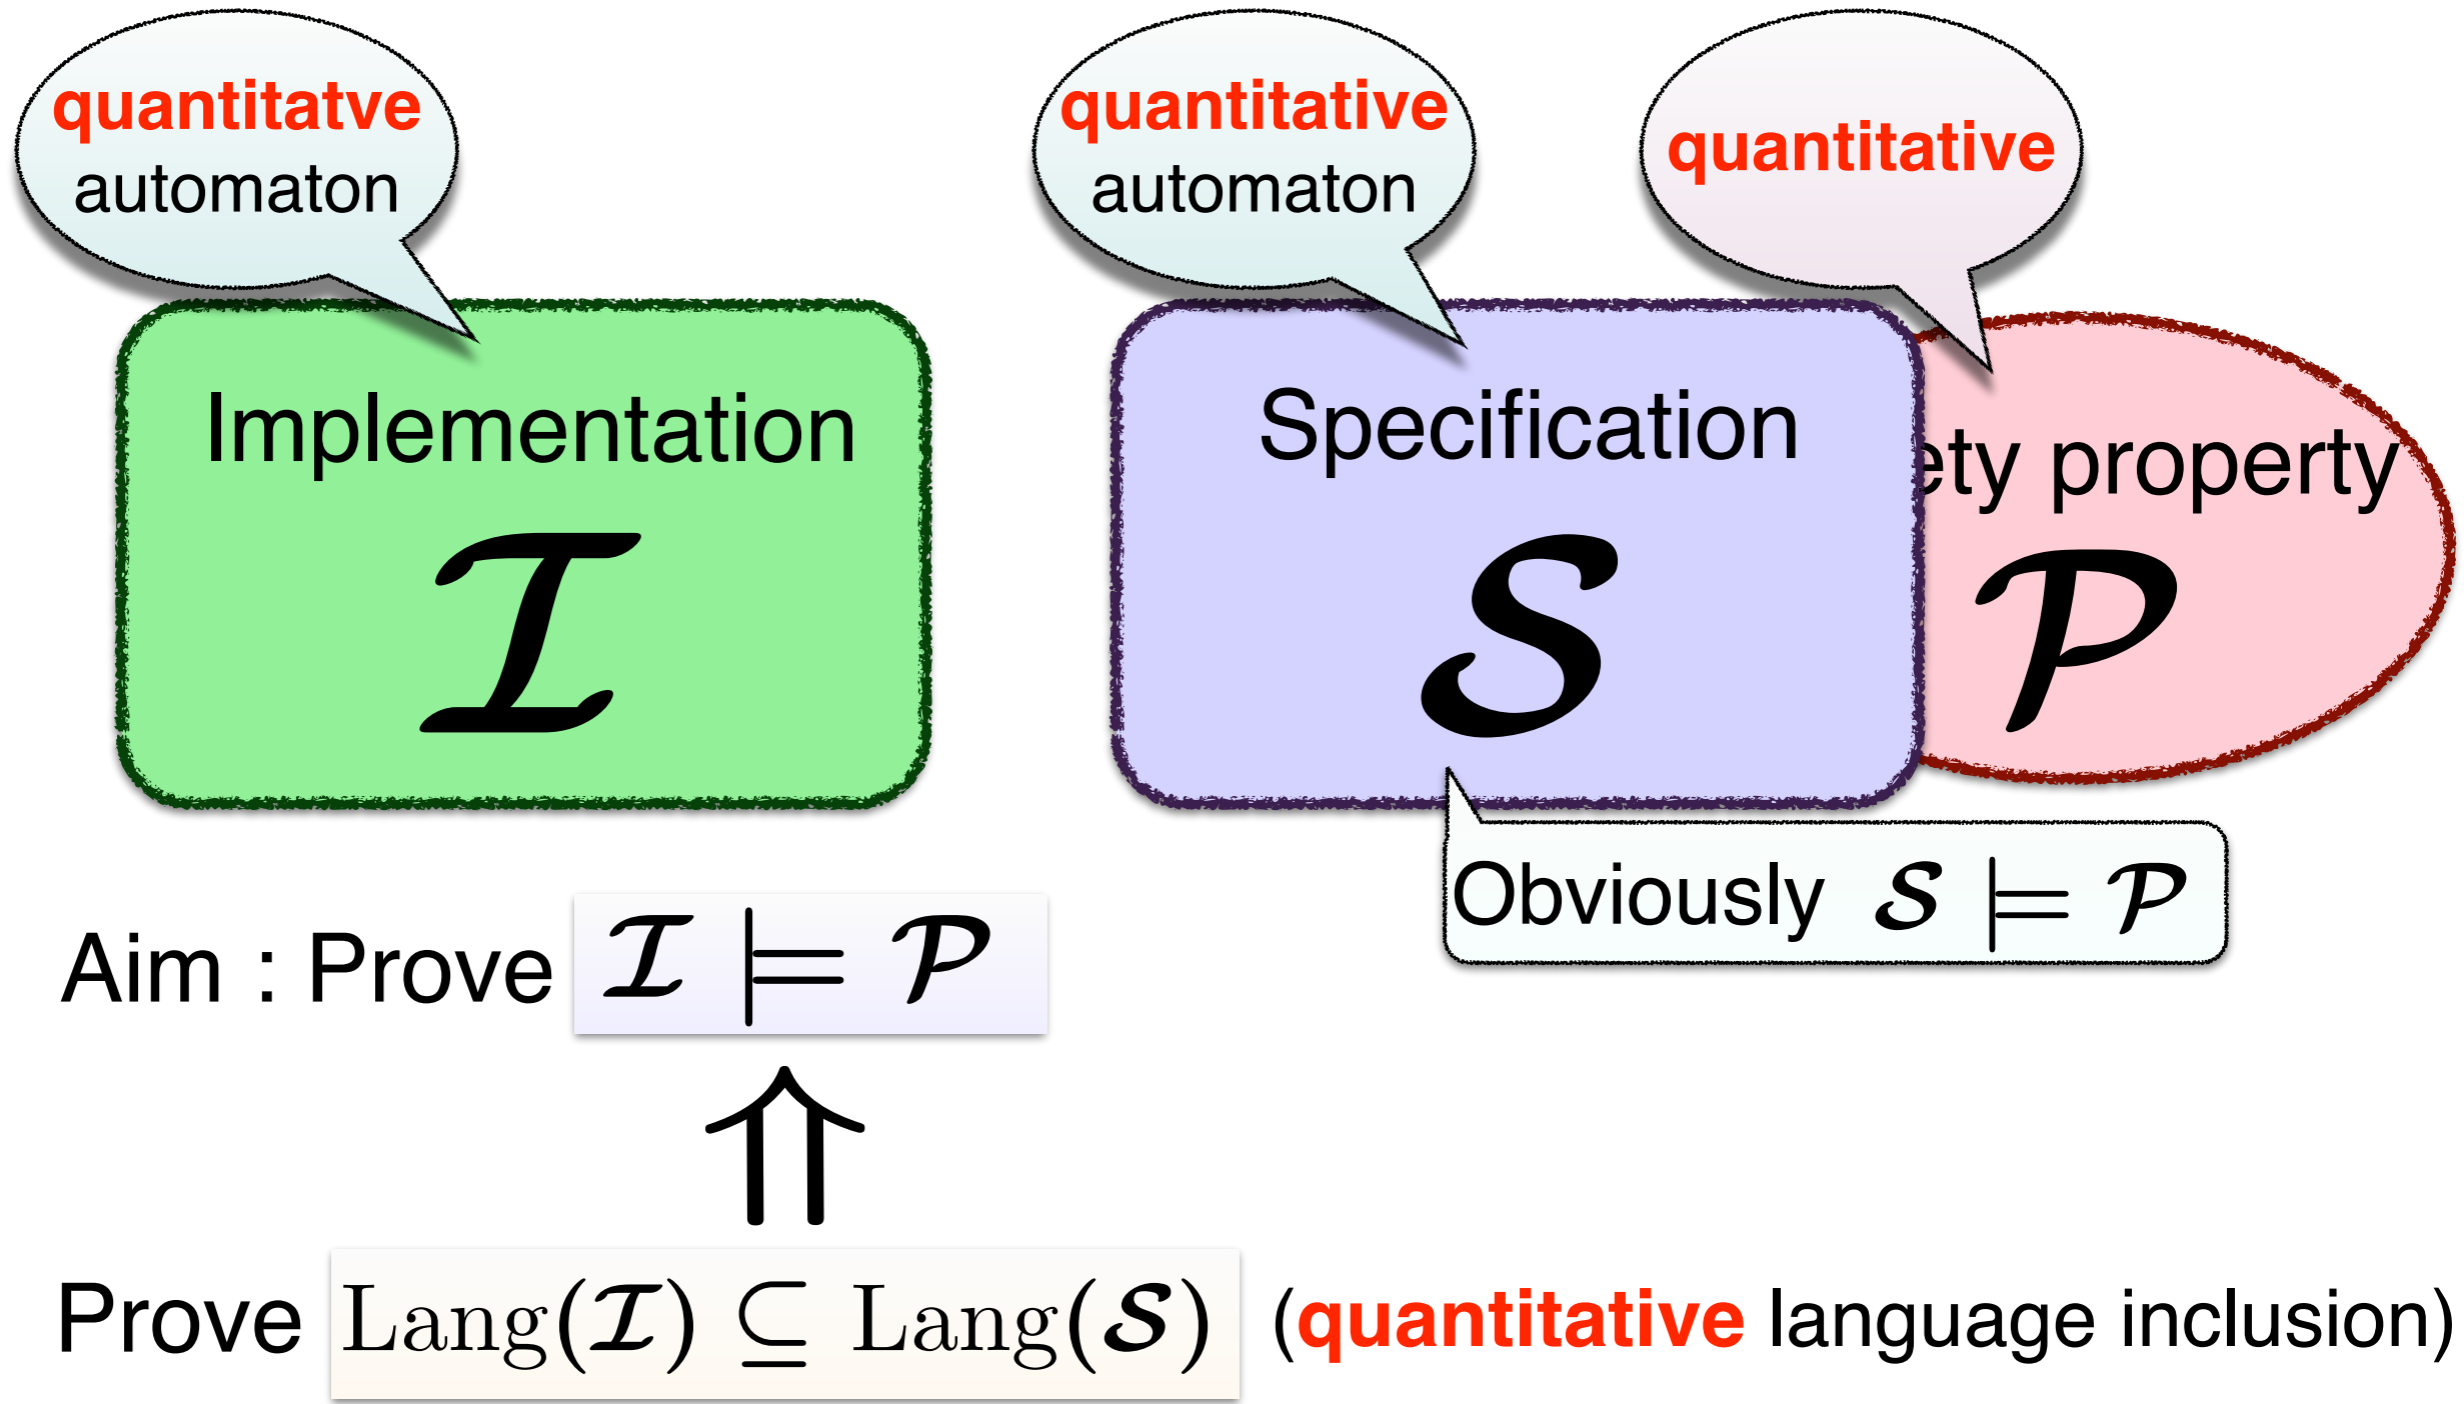 quantitatve
automaton
quantitative
automaton
quantitative
Implementation
ℐ
Specification
𝒮
ety property
𝒫
Obviously 𝒮 ⊨ 𝒫
Aim : Prove ℐ ⊨ 𝒫
⇑
Prove Lang(ℐ) ⊆ Lang(𝒮) (quantitative language inclusion)